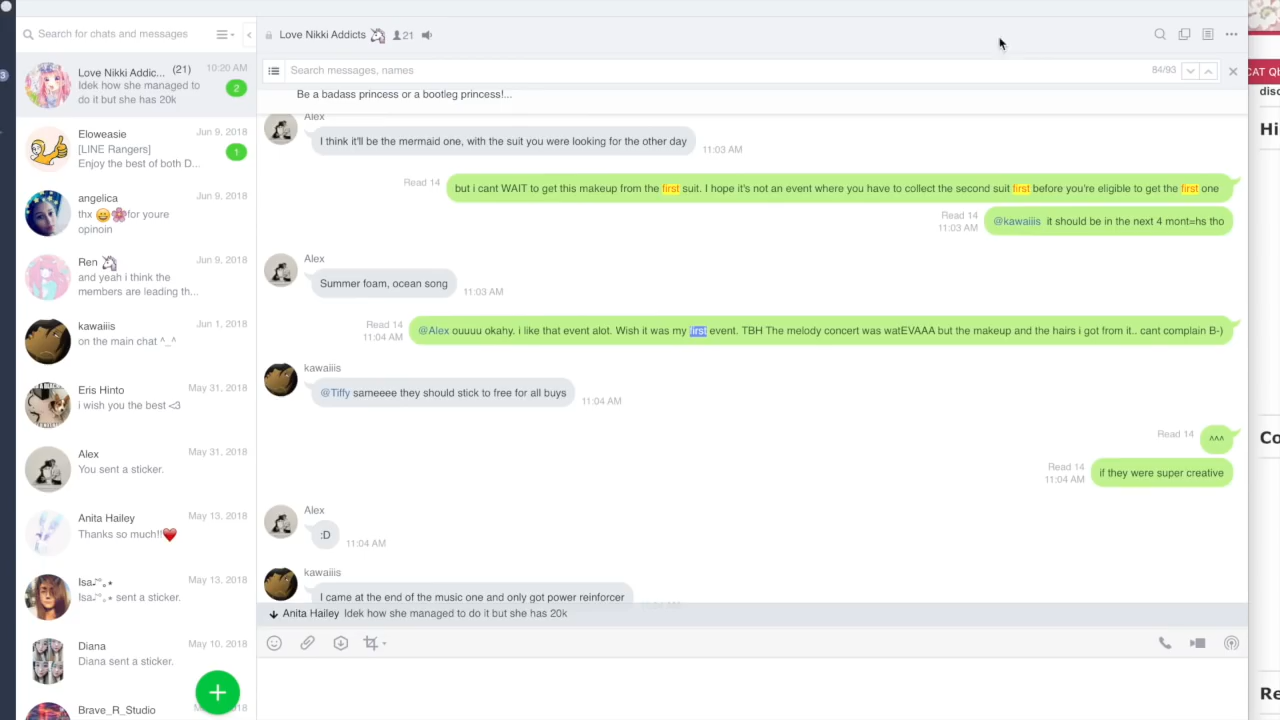 Search for chats and messages
Love Nikki Addic... (21) 10:20 AM
Idek how she managed to
do it but she has 20k
2
Eloweasie Jun 9, 2018
[LINE Rangers]
Enjoy the best of both D...
1
angelica Jun 9, 2018
thx 😄🌸for youre
opinoin
Ren 🦄 Jun 9, 2018
and yeah i think the
members are leading th...
kawaiiis Jun 1, 2018
on the main chat ^_^
Eris Hinto May 31, 2018
i wish you the best <3
Alex May 31, 2018
You sent a sticker.
Anita Hailey May 13, 2018
Thanks so much!!❤️
Isa May 13, 2018
Isa sent a sticker.
Diana May 10, 2018
Diana sent a sticker.
Brave_R_Studio
3
Love Nikki Addicts 🦄 21
Search messages, names 84/93
Be a badass princess or a bootleg princess!...
Alex
I think it'll be the mermaid one, with the suit you were looking for the other day 11:03 AM
Read 14 but i cant WAIT to get this makeup from the first suit. I hope it's not an event where you have to collect the second suit first before you're eligible to get the first one
Read 14
11:03 AM
@kawaiiis it should be in the next 4 mont=hs tho
Alex
Summer foam, ocean song 11:03 AM
Read 14
11:04 AM
@Alex ouuuu okahy. i like that event alot. Wish it was my first event. TBH The melody concert was watEVAAA but the makeup and the hairs i got from it.. cant complain B-)
kawaiiis
@Tiffy sameeee they should stick to free for all buys 11:04 AM
Read 14 ^^^
Read 14
11:04 AM
if they were super creative
Alex
:D 11:04 AM
kawaiiis
I came at the end of the music one and only got power reinforcer
Anita Hailey Idek how she managed to do it but she has 20k
CAT Qb
disc
Hi
Co
Re